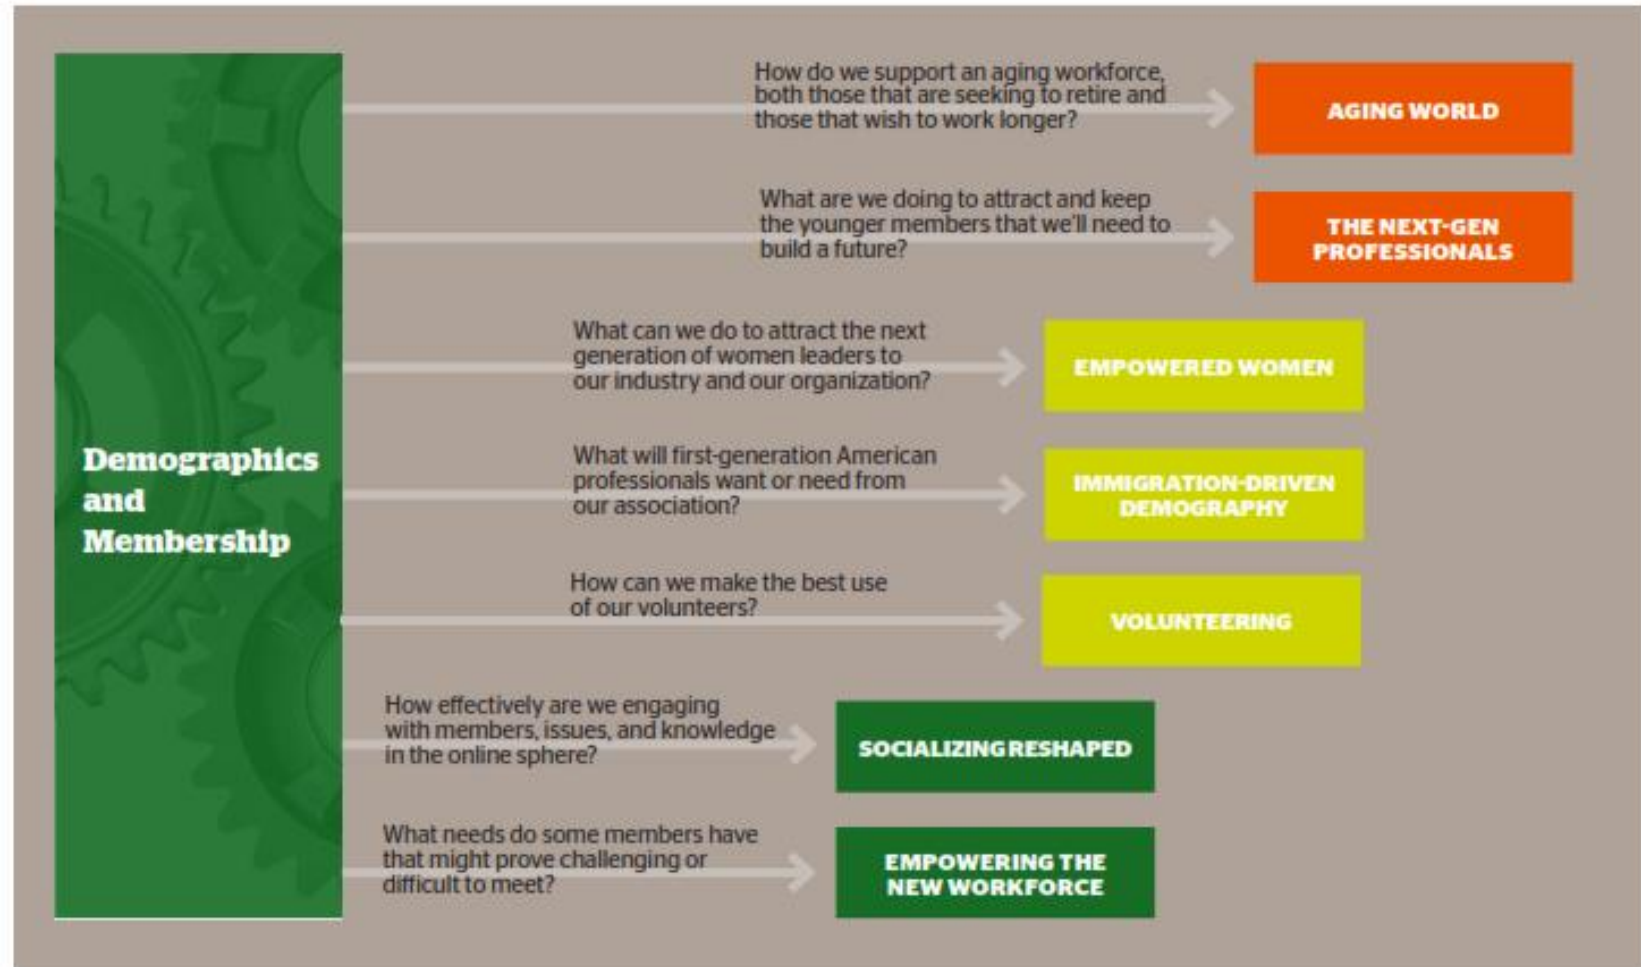 Demographics
and
Membership
How do we support an aging workforce,
both those that are seeking to retire and
those that wish to work longer?
AGING WORLD
What are we doing to attract and keep
the younger members that we'll need to
build a future?
THE NEXT-GEN
PROFESSIONALS
What can we do to attract the next
generation of women leaders to
our industry and our organization?
EMPOWERED WOMEN
What will first-generation American
professionals want or need from
our association?
IMMIGRATION-DRIVEN
DEMOGRAPHY
How can we make the best use
of our volunteers?
VOLUNTEERING
How effectively are we engaging
with members, issues, and knowledge
in the online sphere?
SOCIALIZING RESHAPED
What needs do some members have
that might prove challenging or
difficult to meet?
EMPOWERING THE
NEW WORKFORCE